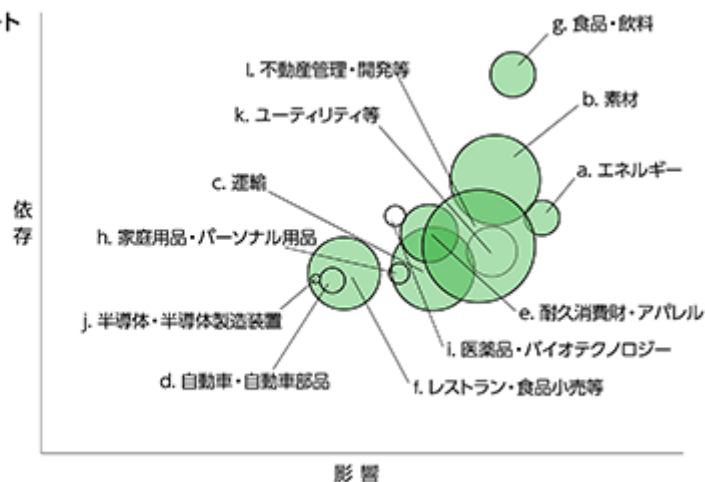 ート
g. 食品・飲料
l. 不動産管理・開発等
b. 素材
k. ユーティリティ等
a. エネルギー
c. 運輸
依存
h. 家庭用品・パーソナル用品
e. 耐久消費財・アパレル
j. 半導体・半導体製造装置
i. 医薬品・バイオテクノロジー
d. 自動車・自動車部品
f. レストラン・食品小売等
影響